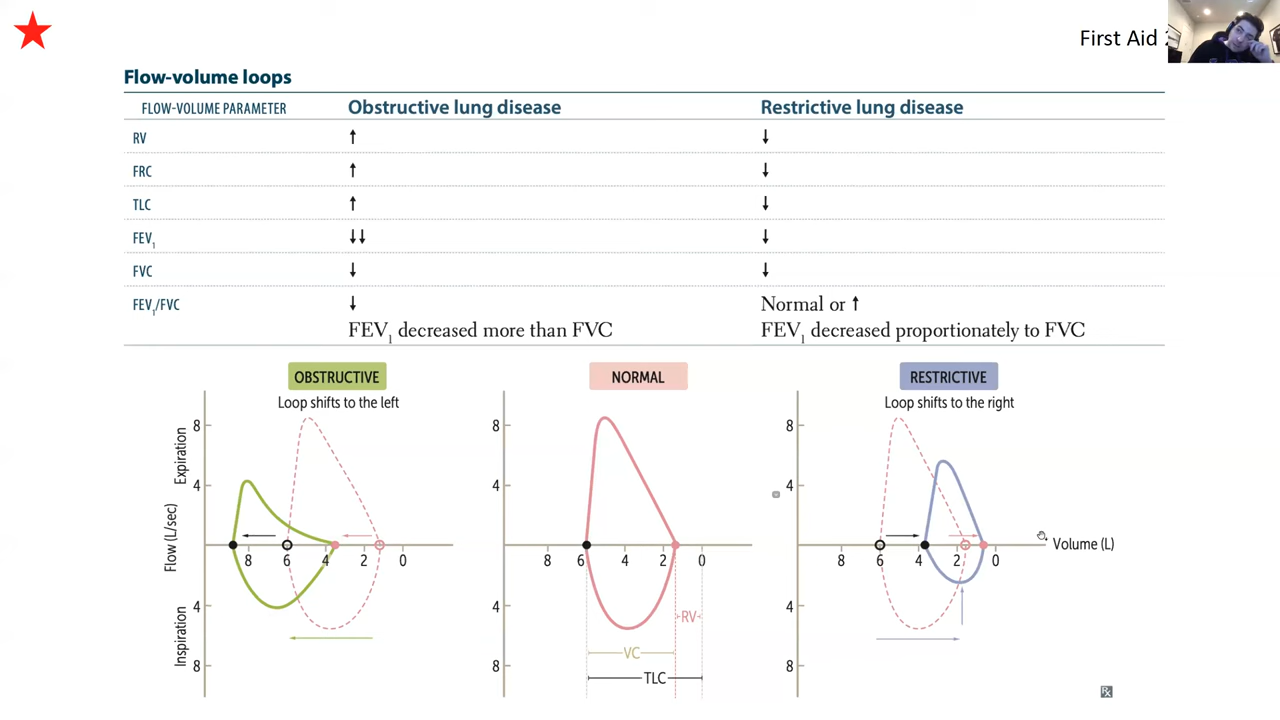 First Aid
Flow-volume loops
FLOW-VOLUME PARAMETER Obstructive lung disease Restrictive lung disease
RV ↑ ↓
FRC ↑ ↓
TLC ↑ ↓
FEV1 ↓↓ ↓
FVC ↓ ↓
FEV1/FVC ↓ Normal or ↑
FEV1 decreased more than FVC FEV1 decreased proportionately to FVC
OBSTRUCTIVE NORMAL RESTRICTIVE
Loop shifts to the left Loop shifts to the right
Flow (L/sec)
Expiration
Inspiration
8 4 4 8
8 6 4 2 0
8 4 4 8
8 6 4 2 0
RV
VC
TLC
8 4 4 8
8 6 4 2 0
Volume (L)
Rx